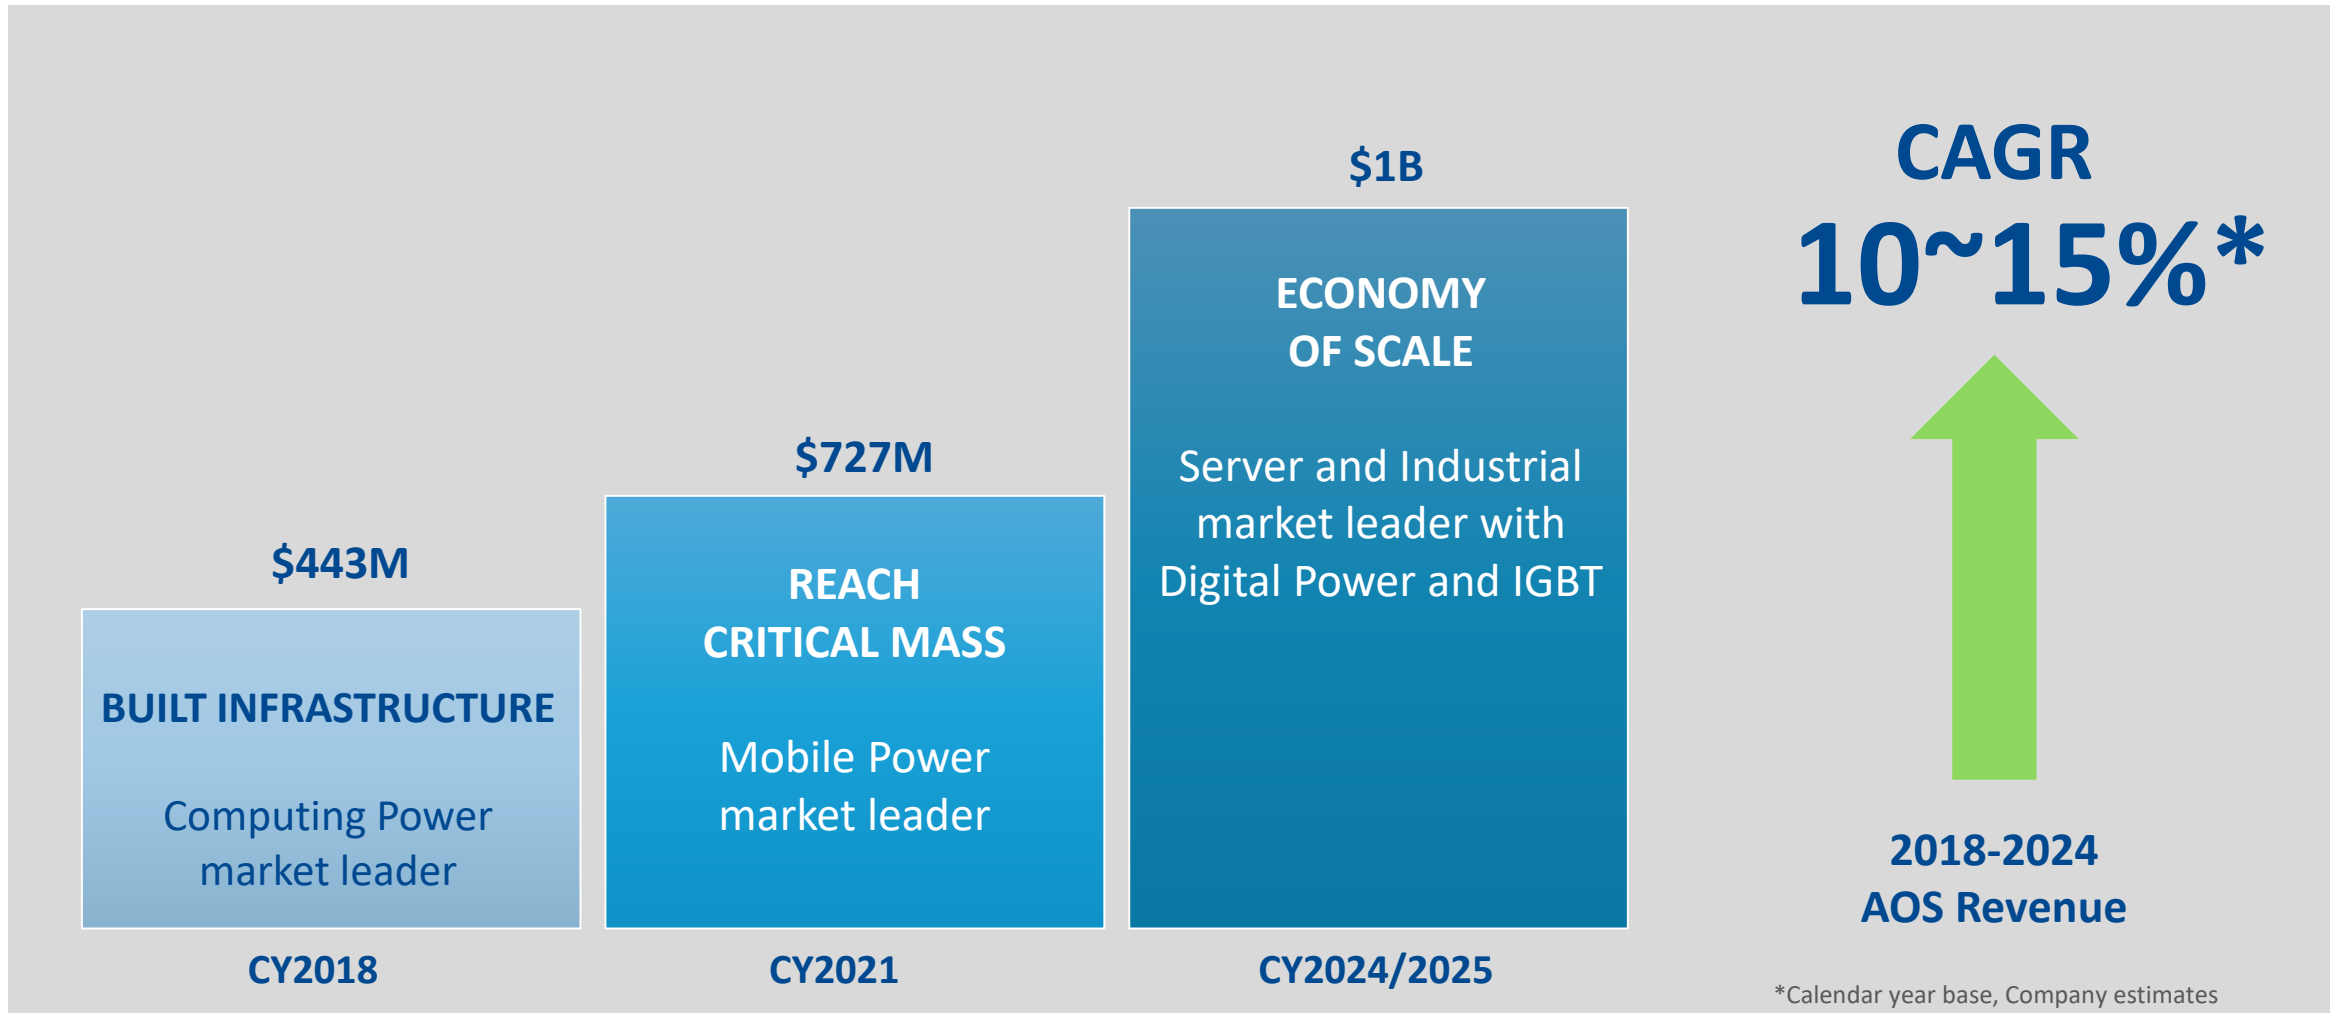 $443M
BUILT INFRASTRUCTURE
Computing Power
market leader
CY2018
$727M
REACH
CRITICAL MASS
Mobile Power
market leader
CY2021
$1B
ECONOMY
OF SCALE
Server and Industrial
market leader with
Digital Power and IGBT
CY2024/2025
CAGR
10~15%*
2018-2024
AOS Revenue
*Calendar year base, Company estimates